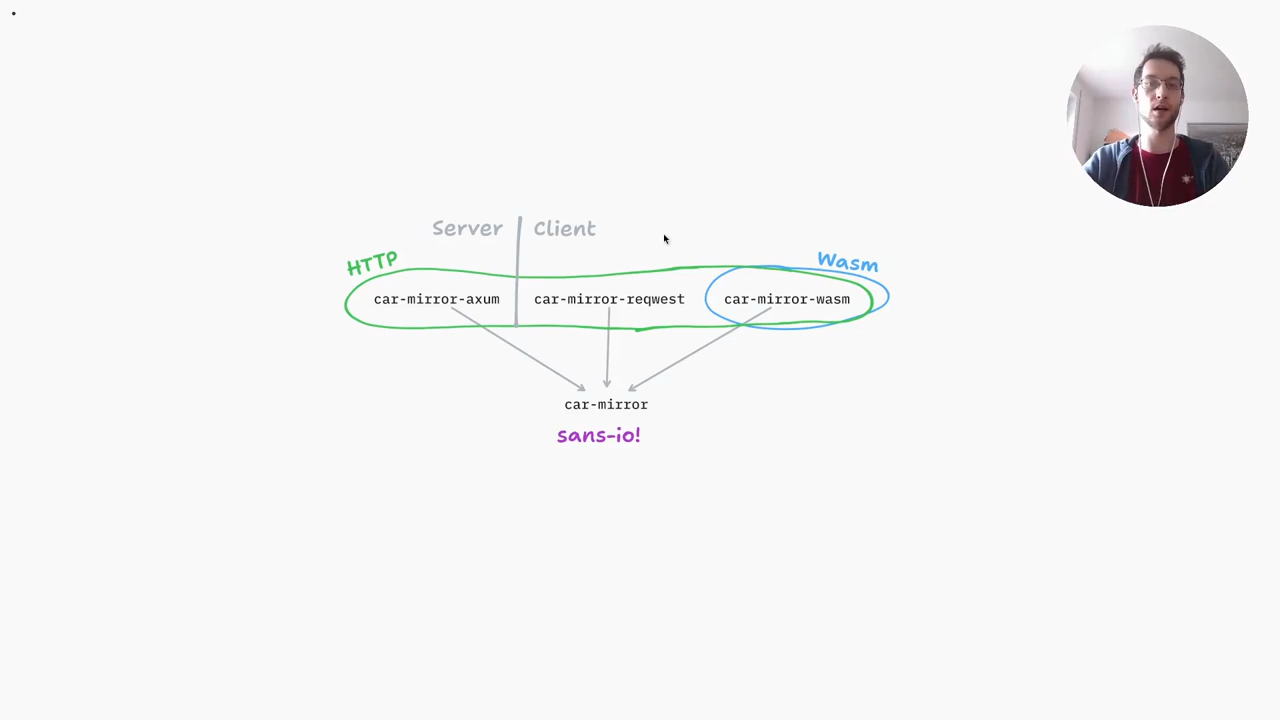 Server Client
HTTP
Wasm
car-mirror-axum car-mirror-reqwest car-mirror-wasm
car-mirror
sans-io!